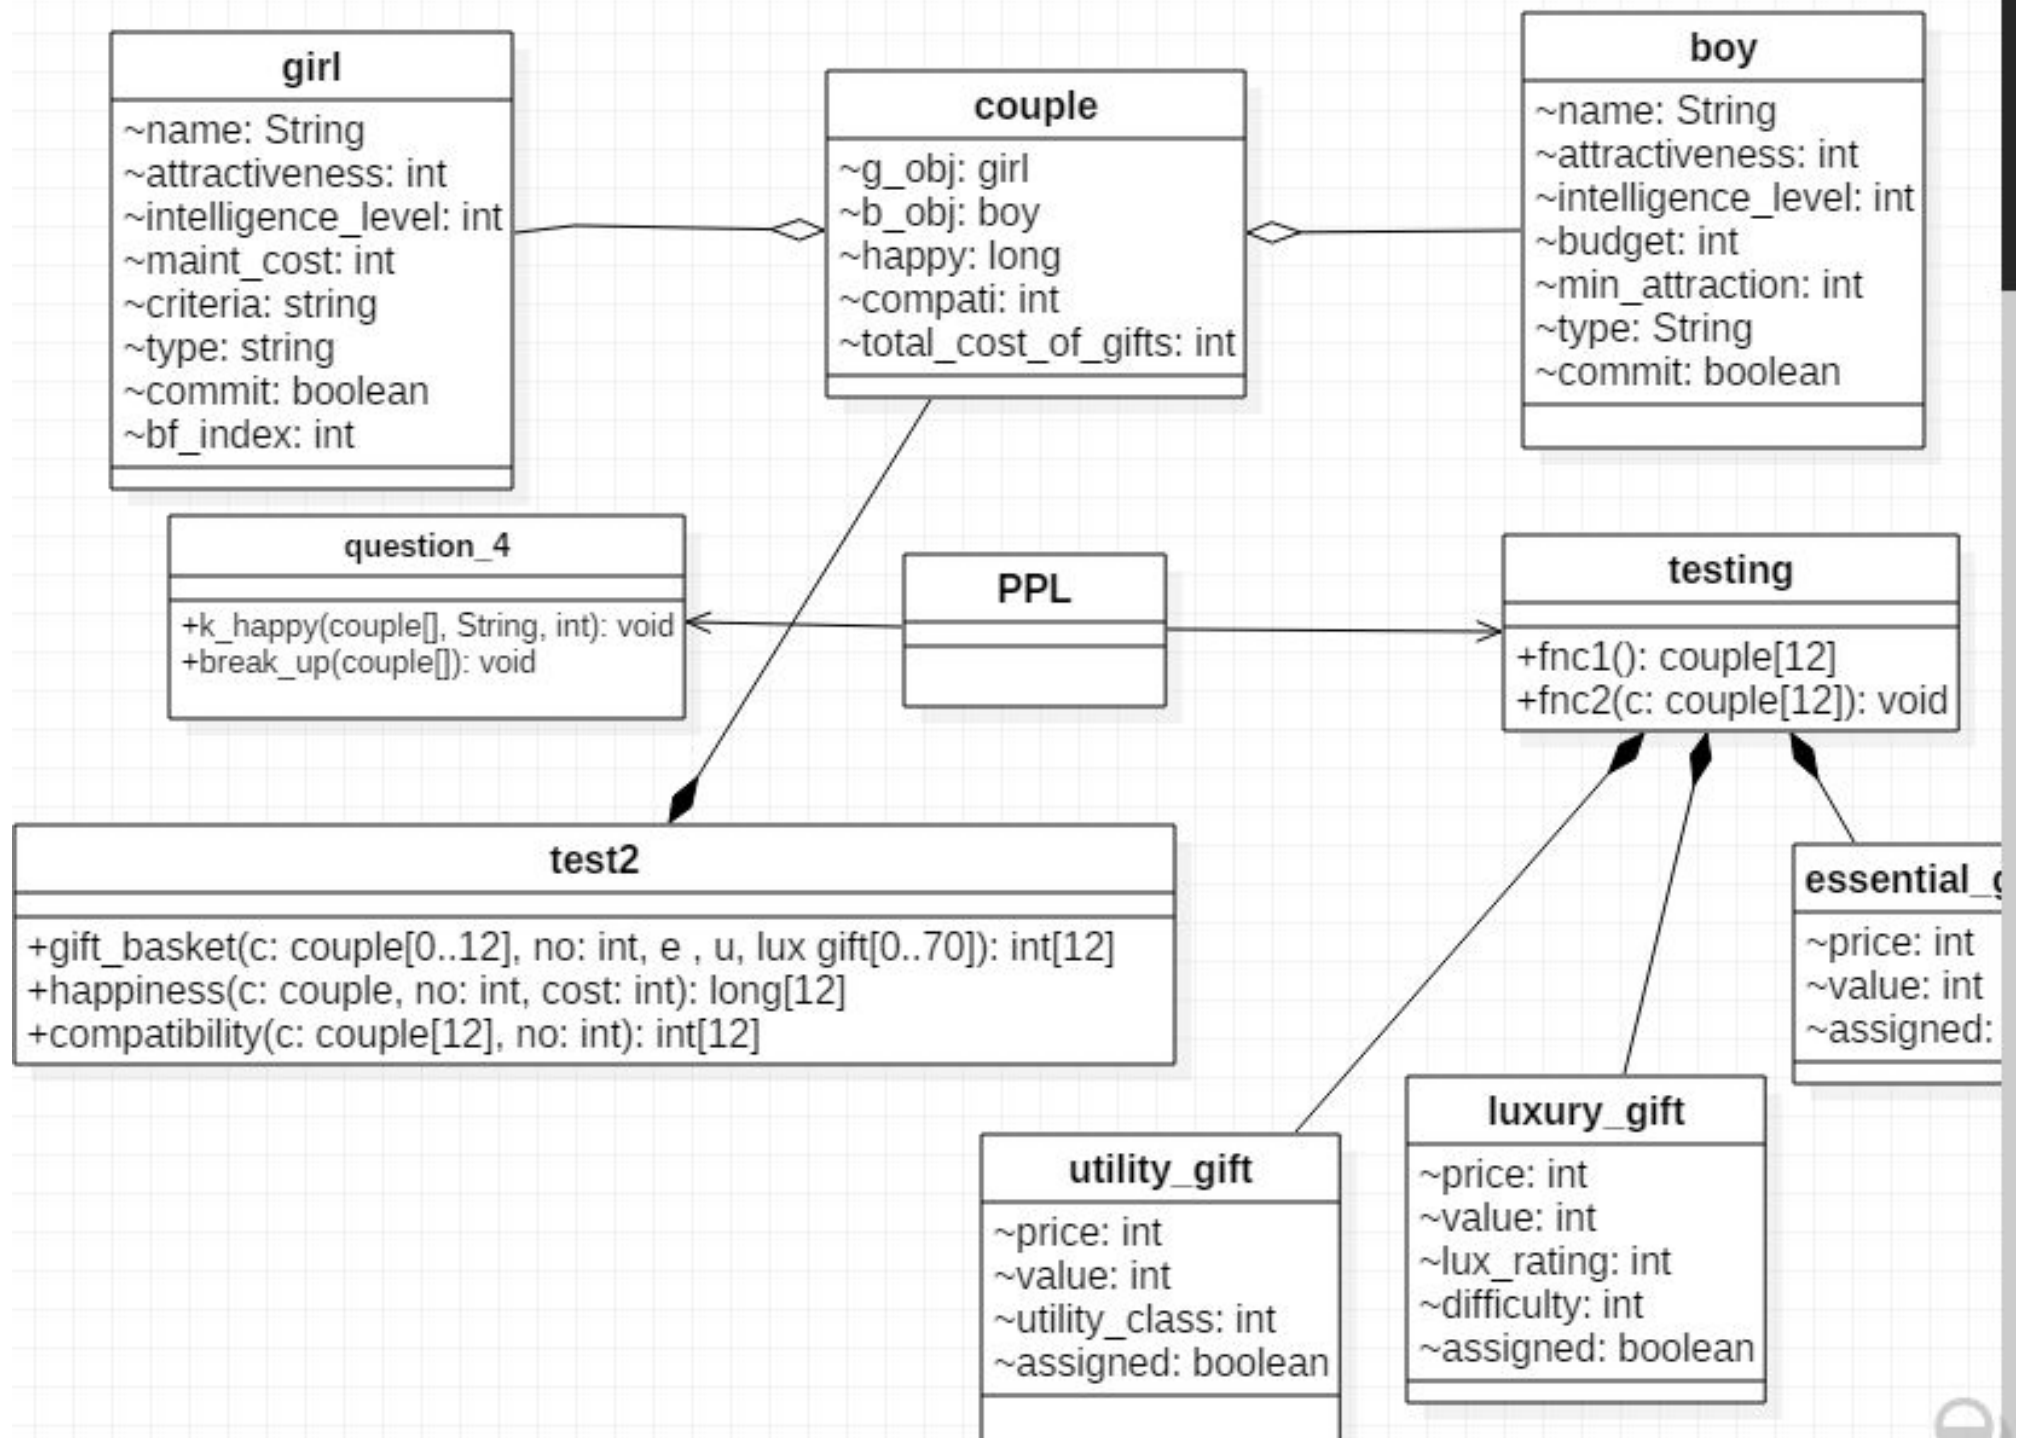 girl
~name: String
~attractiveness: int
~intelligence_level: int
~maint_cost: int
~criteria: string
~type: string
~commit: boolean
~bf_index: int
couple
~g_obj: girl
~b_obj: boy
~happy: long
~compati: int
~total_cost_of_gifts: int
boy
~name: String
~attractiveness: int
~intelligence_level: int
~budget: int
~min_attraction: int
~type: String
~commit: boolean
question_4
+k_happy(couple[], String, int): void
+break_up(couple[]): void
PPL
testing
+fnc1(): couple[12]
+fnc2(c: couple[12]): void
test2
+gift_basket(c: couple[0..12], no: int, e , u, lux gift[0..70]): int[12]
+happiness(c: couple, no: int, cost: int): long[12]
+compatibility(c: couple[12], no: int): int[12]
utility_gift
~price: int
~value: int
~utility_class: int
~assigned: boolean
luxury_gift
~price: int
~value: int
~lux_rating: int
~difficulty: int
~assigned: boolean
essential_g
~price: int
~value: int
~assigned: